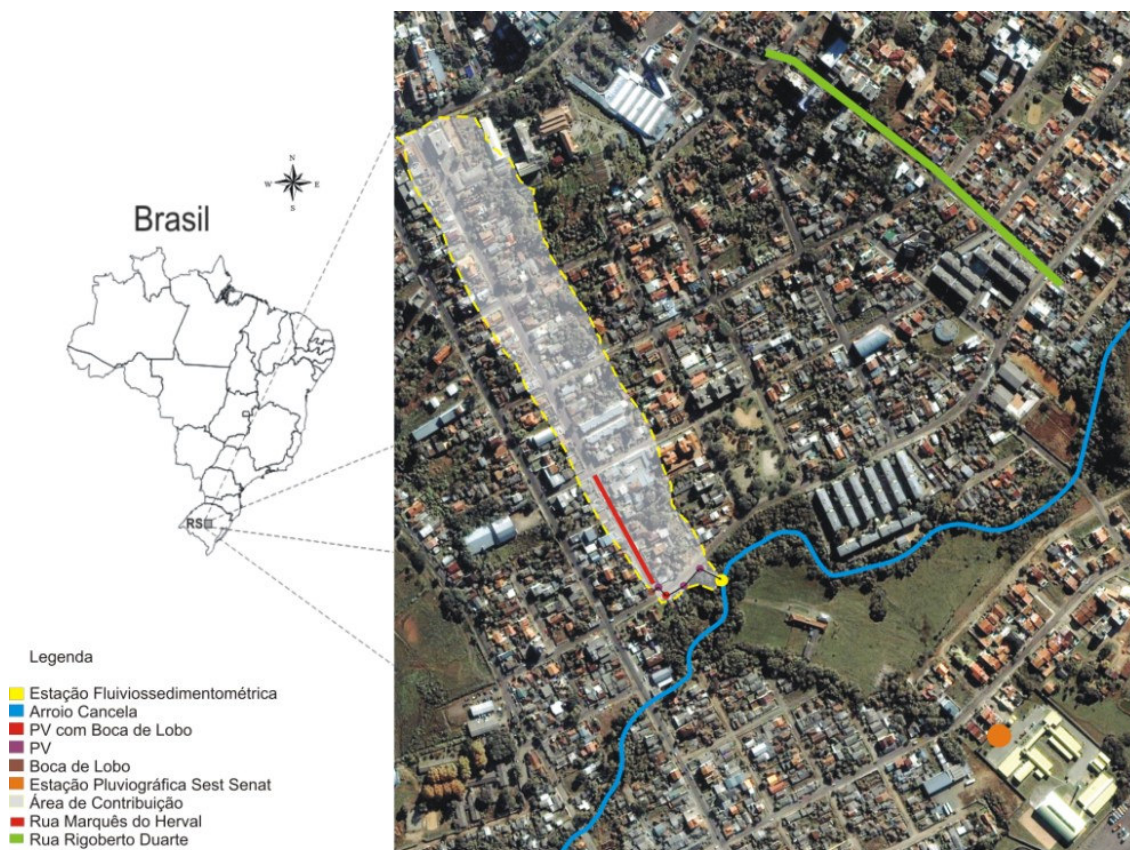 N
W E
S
Brasil
RS
Legenda
Estação Fluiviossedimentométrica
Arroio Cancela
PV com Boca de Lobo
PV
Boca de Lobo
Estação Pluviográfica Sest Senat
Área de Contribuição
Rua Marquês do Herval
Rua Rigoberto Duarte